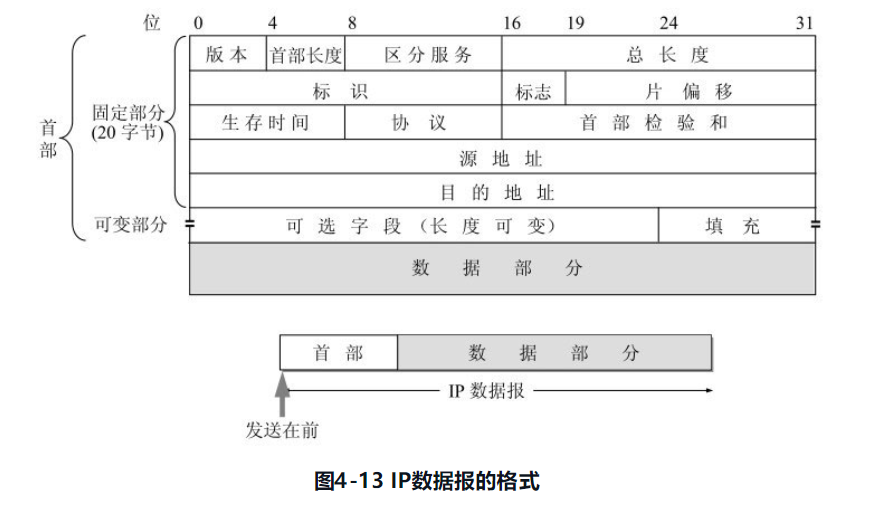 位 0 4 8 16 19 24 31
版本 首部长度 区分服务 总长度
标识 标志 片偏移
固定部分
(20 字节)
首部
生存时间 协议 首部检验和
源地址
目的地址
可变部分 可选字段(长度可变) 填充
数据部分
首部 数据部分
IP 数据报
发送在前
图4-13 IP数据报的格式